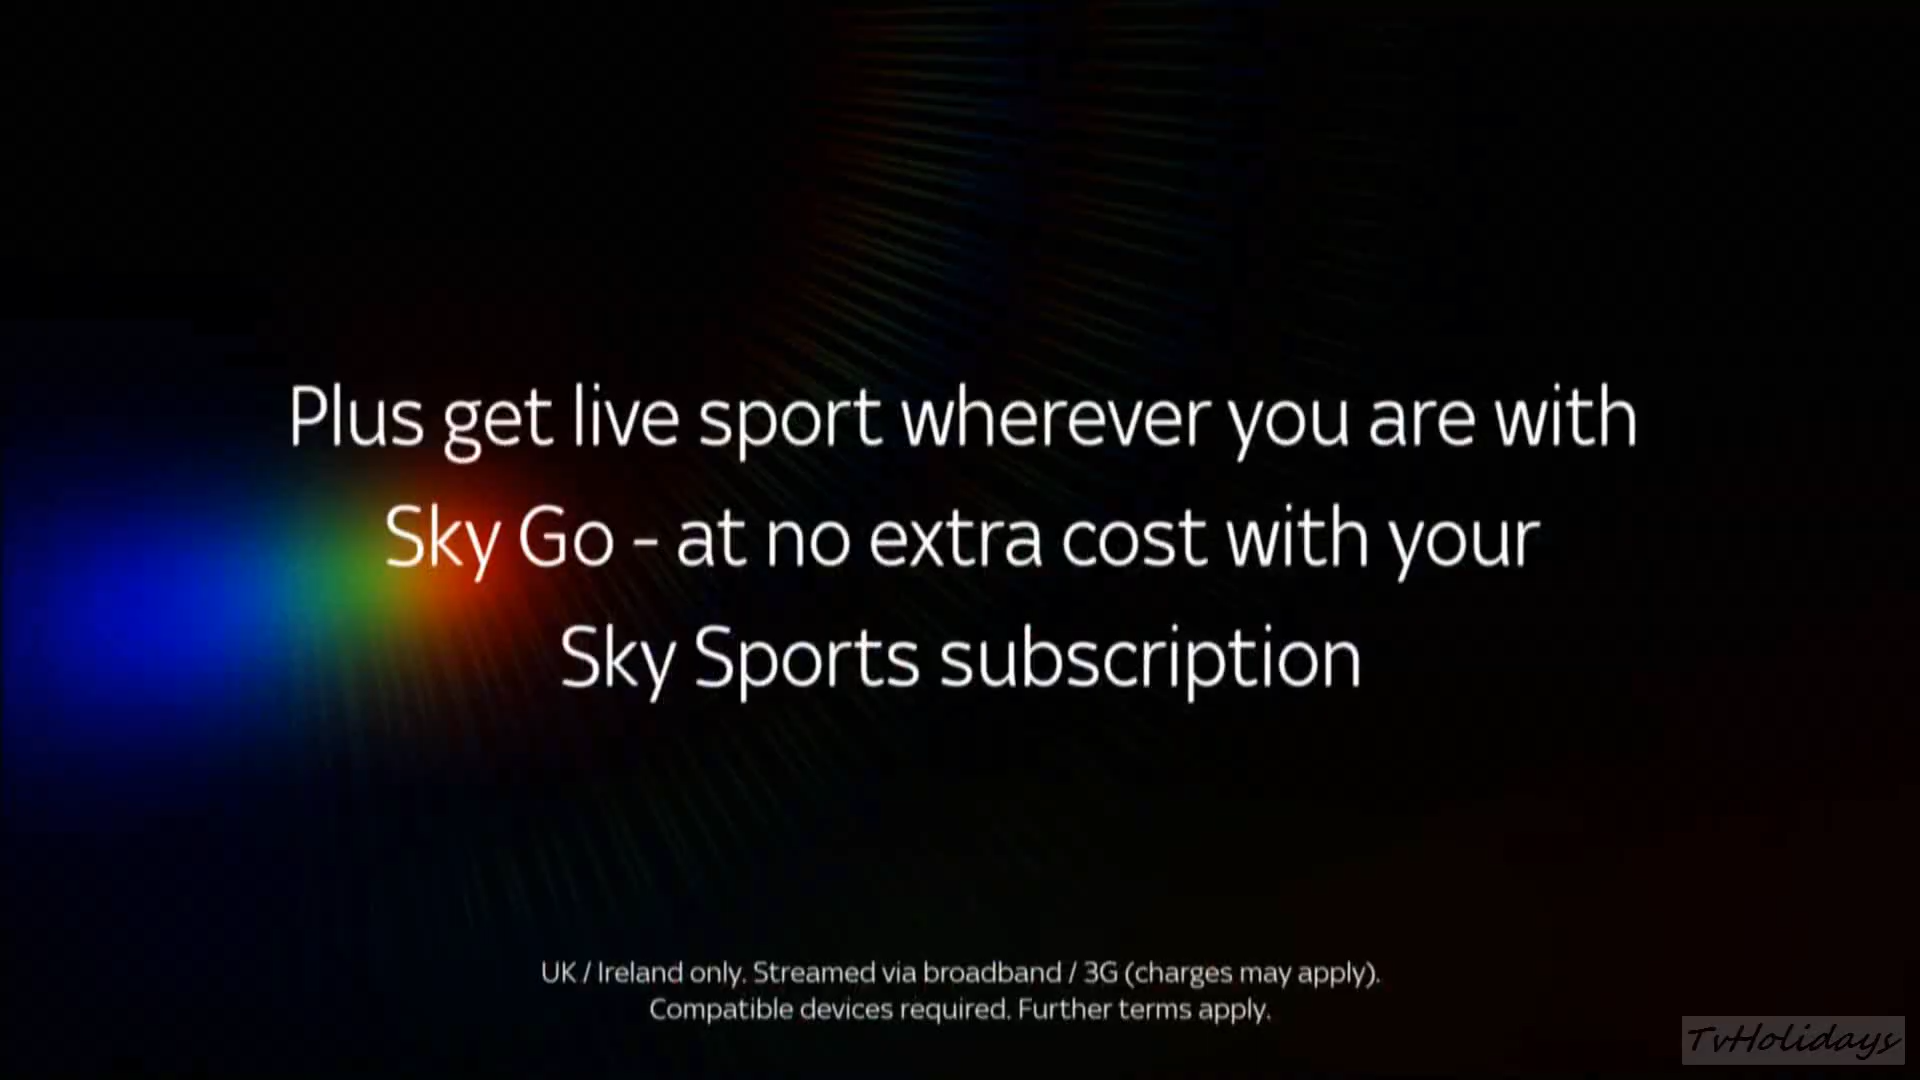 Plus get live sport wherever you are with
Sky Go - at no extra cost with your
Sky Sports subscription
UK / Ireland only. Streamed via broadband / 3G (charges may apply).
Compatible devices required. Further terms apply.
TvHolidays